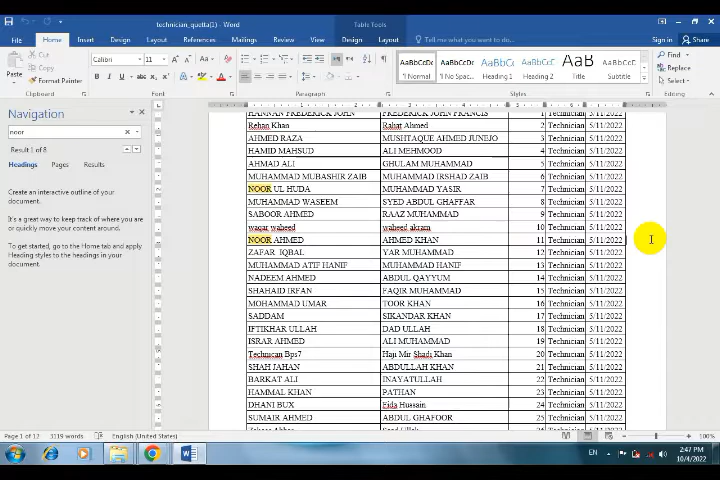 technician_quetta(1) - Word
Table Tools
File Home Insert Design Layout References Mailings Review View Design Layout Tell me what you want to do... Sign in Share
Paste
Cut
Copy
Format Painter
Clipboard
Calibri 11
Font
Paragraph
AaBbCcDc AaBbCcDc AaBbCc AaBbCcC AaB AaBbCcC
¶ Normal ¶ No Spac... Heading 1 Heading 2 Title Subtitle
Styles
Find
Replace
Select
Editing
Navigation
noor
Result 1 of 8
Headings Pages Results
Create an interactive outline of your
document.
It's a great way to keep track of where you are
or quickly move your content around.
To get started, go to the Home tab and apply
Heading styles to the headings in your
document.
HANNAN FREDERICK JOHN FREDERICK JOHN FRANCIS 1 Technician 5/11/2022
Rehan Khan Rahat Ahmed 2 Technician 5/11/2022
AHMED RAZA MUSHTAQUE AHMED JUNEJO 3 Technician 5/11/2022
HAMID MAHSUD ALI MEHMOOD 4 Technician 5/11/2022
AHMAD ALI GHULAM MUHAMMAD 5 Technician 5/11/2022
MUHAMMAD MUBASHIR ZAIB MUHAMMAD IRSHAD ZAIB 6 Technician 5/11/2022
NOOR UL HUDA MUHAMMAD YASIR 7 Technician 5/11/2022
MUHAMMAD WASEEM SYED ABDUL GHAFFAR 8 Technician 5/11/2022
SABOOR AHMED RAAZ MUHAMMAD 9 Technician 5/11/2022
waqar waheed waheed akram 10 Technician 5/11/2022
NOOR AHMED AHMED KHAN 11 Technician 5/11/2022
ZAFAR IQBAL YAR MUHAMMAD 12 Technician 5/11/2022
MUHAMMAD ATIF HANIF MUHAMMAD HANIF 13 Technician 5/11/2022
NADEEM AHMED ABDUL QAYYUM 14 Technician 5/11/2022
SHAHAID IRFAN FAQIR MUHAMMAD 15 Technician 5/11/2022
MOHAMMAD UMAR TOOR KHAN 16 Technician 5/11/2022
SADDAM SIKANDAR KHAN 17 Technician 5/11/2022
IFTIKHAR ULLAH DAD ULLAH 18 Technician 5/11/2022
ISRAR AHMED ALI MUHAMMAD 19 Technician 5/11/2022
Technican Bps7 Haji Mir Shadi Khan 20 Technician 5/11/2022
SHAH JAHAN ABDULLAH KHAN 21 Technician 5/11/2022
BARKAT ALI INAYATULLAH 22 Technician 5/11/2022
HAMMAL KHAN PATHAN 23 Technician 5/11/2022
DHANI BUX Fida Hussain 24 Technician 5/11/2022
SUMAIR AHMED ABDUL GHAFOOR 25 Technician 5/11/2022
Page 1 of 12 3119 words English (United States) 100%
EN 2:47 PM
10/4/2022